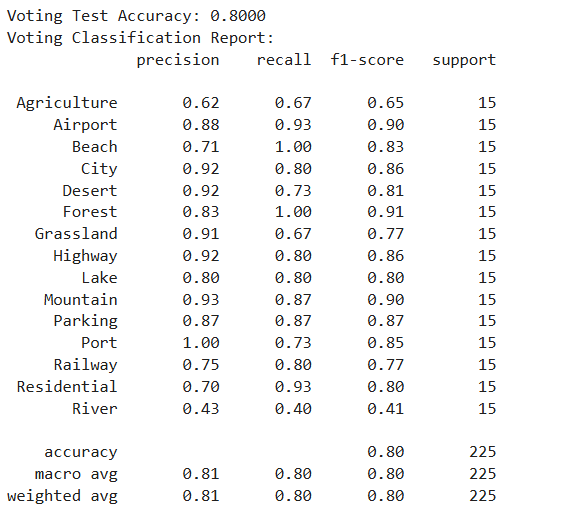 Voting Test Accuracy: 0.8000
Voting Classification Report:
              precision    recall  f1-score   support

 Agriculture       0.62      0.67      0.65        15
     Airport       0.88      0.93      0.90        15
       Beach       0.71      1.00      0.83        15
        City       0.92      0.80      0.86        15
      Desert       0.92      0.73      0.81        15
      Forest       0.83      1.00      0.91        15
   Grassland       0.91      0.67      0.77        15
     Highway       0.92      0.80      0.86        15
        Lake       0.80      0.80      0.80        15
    Mountain       0.93      0.87      0.90        15
     Parking       0.87      0.87      0.87        15
        Port       1.00      0.73      0.85        15
     Railway       0.75      0.80      0.77        15
 Residential       0.70      0.93      0.80        15
       River       0.43      0.40      0.41        15

    accuracy                           0.80       225
   macro avg       0.81      0.80      0.80       225
weighted avg       0.81      0.80      0.80       225